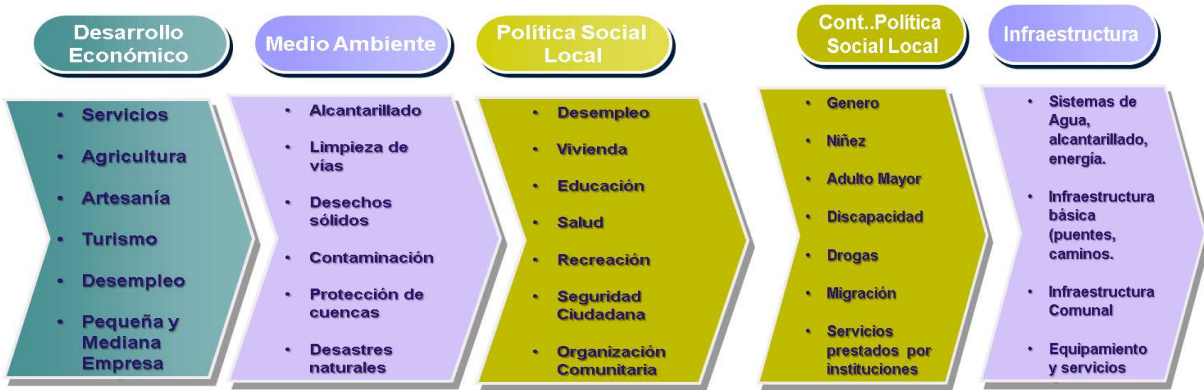 Desarrollo
Económico
• Servicios
• Agricultura
• Artesanía
• Turismo
• Desempleo
• Pequeña y
Mediana
Empresa
Medio Ambiente
• Alcantarillado
• Limpieza de
vías
• Desechos
sólidos
• Contaminación
• Protección de
cuencas
• Desastres
naturales
Política Social
Local
• Desempleo
• Vivienda
• Educación
• Salud
• Recreación
• Seguridad
Ciudadana
• Organización
Comunitaria
Cont..Política
Social Local
• Genero
• Niñez
• Adulto Mayor
• Discapacidad
• Drogas
• Migración
• Servicios
prestados por
instituciones
Infraestructura
• Sistemas de
Agua,
alcantarillado,
energía.
• Infraestructura
básica
(puentes,
caminos.
• Infraestructura
Comunal
• Equipamiento
y servicios